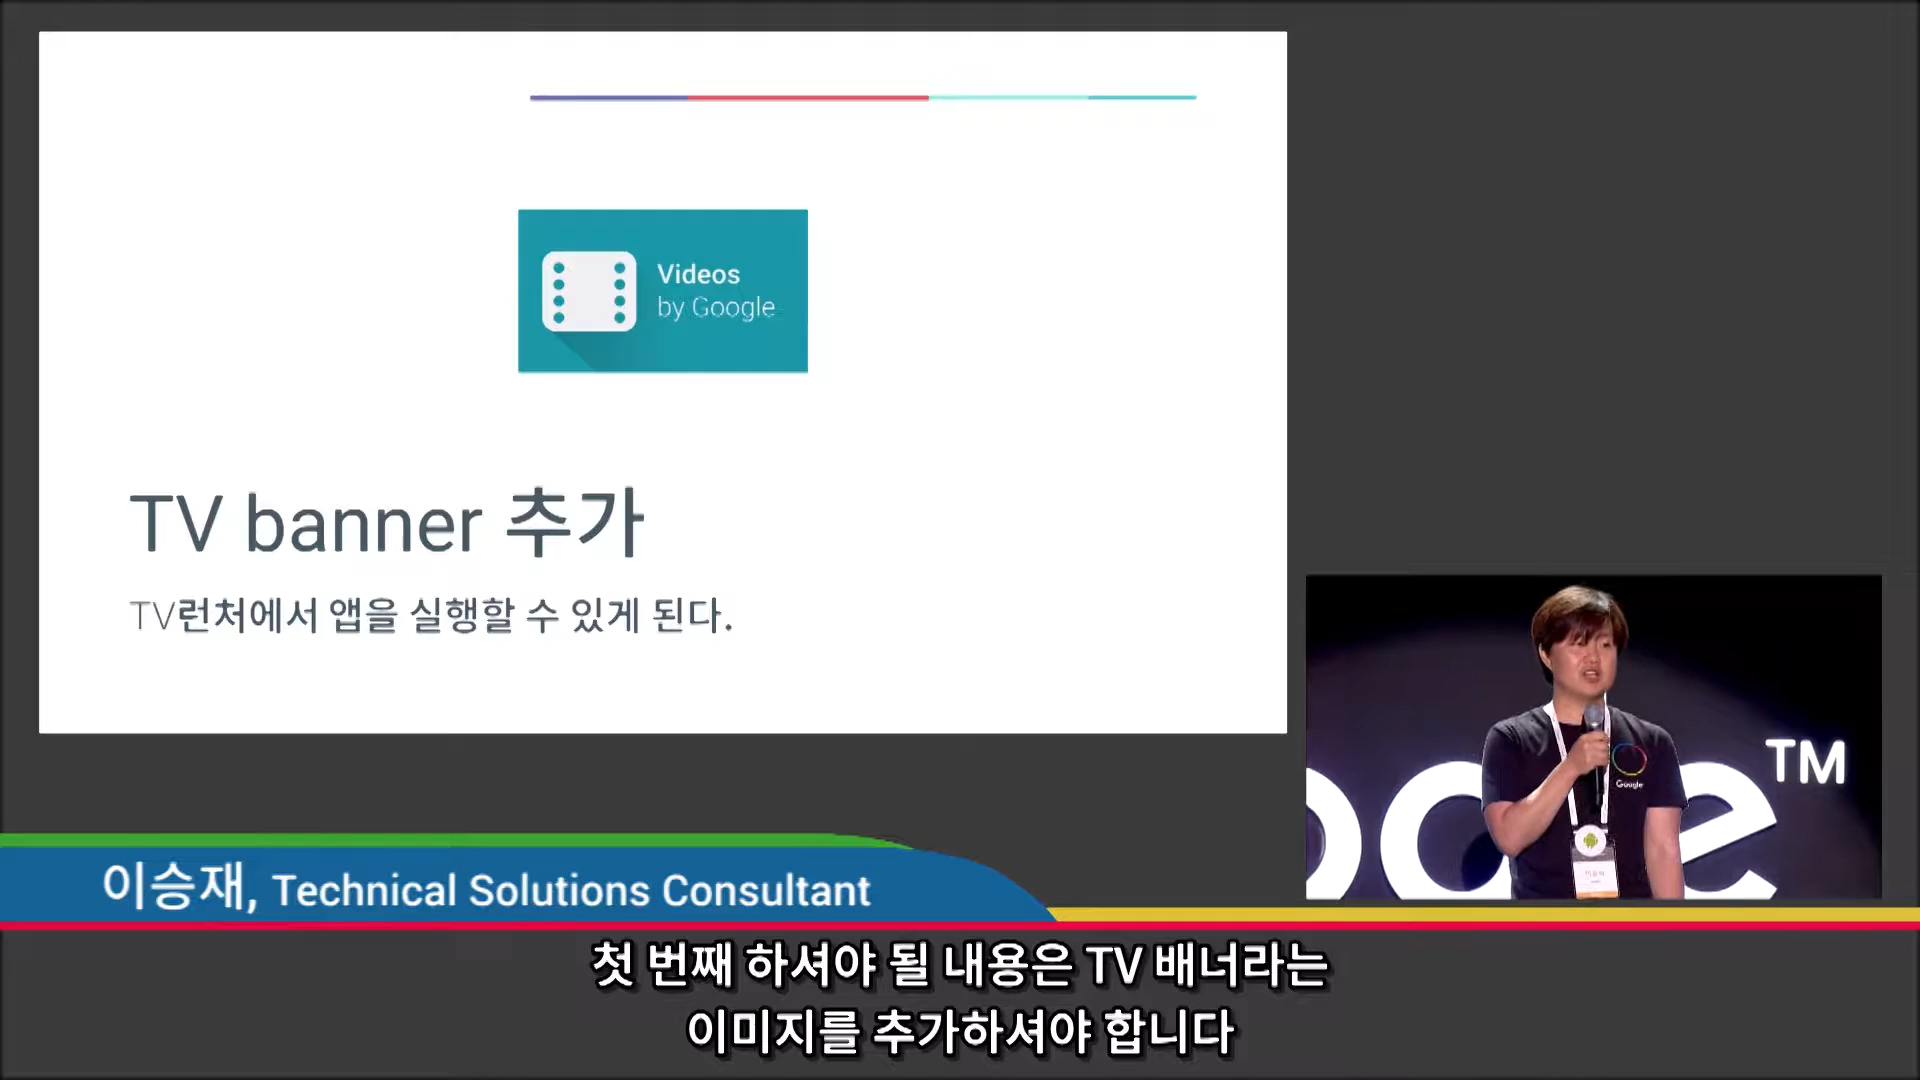 Videos
by Google
TV banner 추가
TV런처에서 앱을 실행할 수 있게 된다.
TM
Google
이승재, Technical Solutions Consultant
첫 번째 하셔야 될 내용은 TV 배너라는
이미지를 추가하셔야 합니다